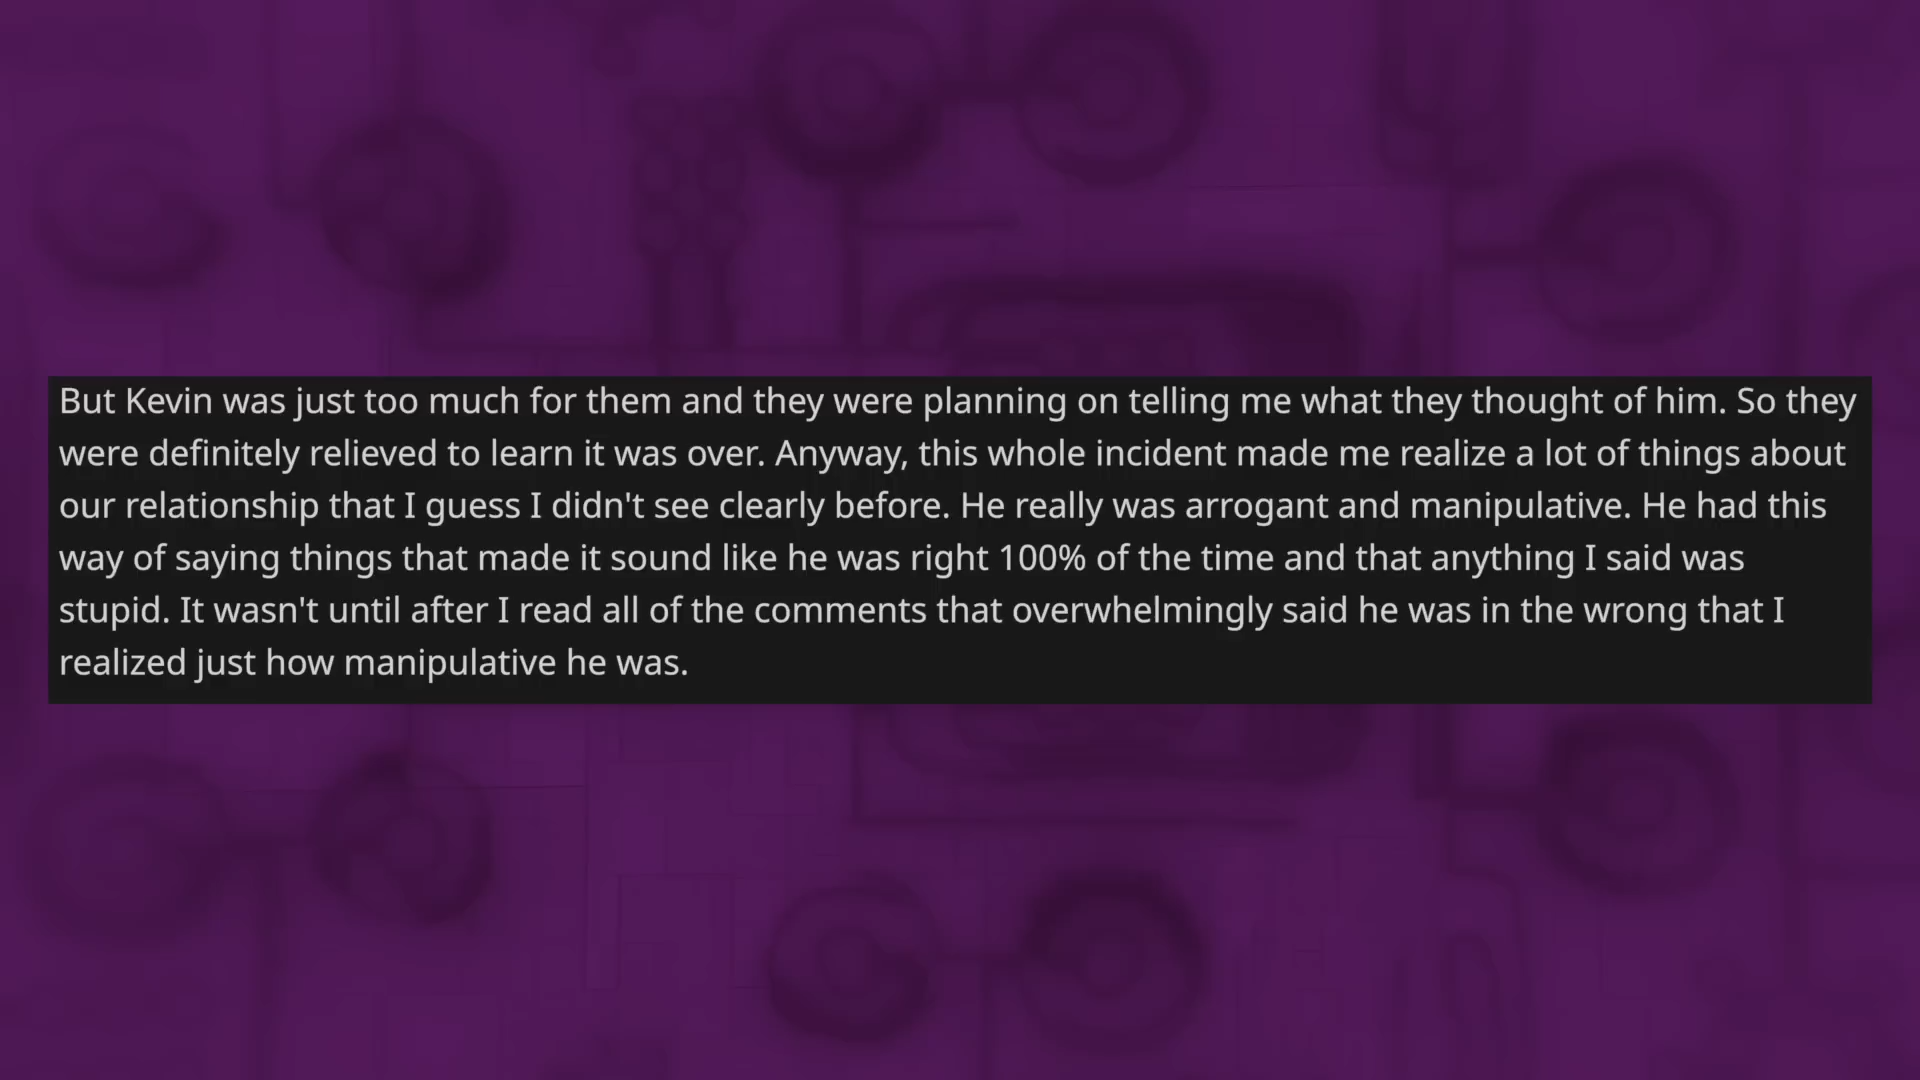 But Kevin was just too much for them and they were planning on telling me what they thought of him. So they
were definitely relieved to learn it was over. Anyway, this whole incident made me realize a lot of things about
our relationship that I guess I didn't see clearly before. He really was arrogant and manipulative. He had this
way of saying things that made it sound like he was right 100% of the time and that anything I said was
stupid. It wasn't until after I read all of the comments that overwhelmingly said he was in the wrong that I
realized just how manipulative he was.